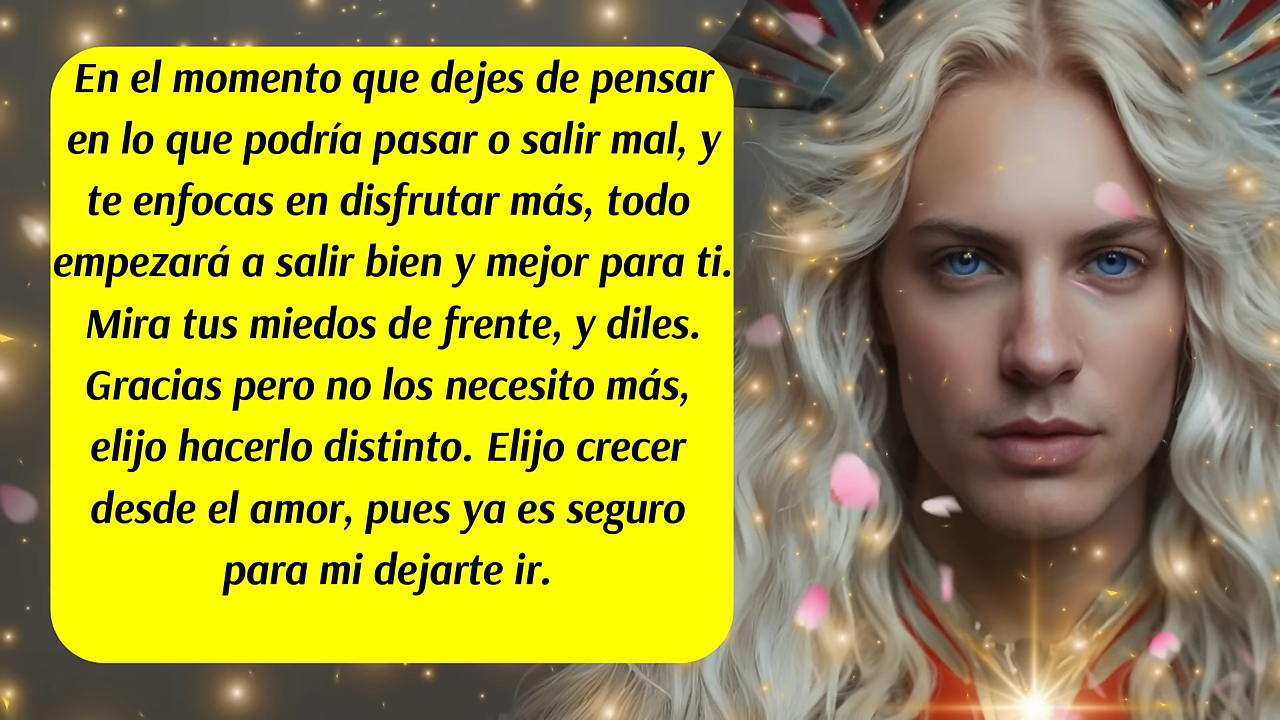 En el momento que dejes de pensar
en lo que podría pasar o salir mal, y
te enfocas en disfrutar más, todo
empezará a salir bien y mejor para ti.
Mira tus miedos de frente, y diles.
Gracias pero no los necesito más,
elijo hacerlo distinto. Elijo crecer
desde el amor, pues ya es seguro
para mi dejarte ir.